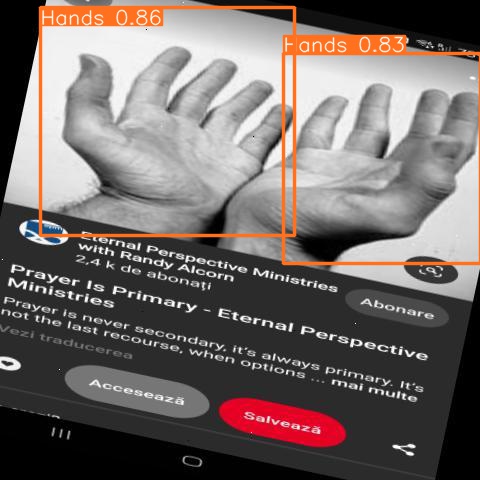 Hands 0.86
Hands 0.83
Eternal Perspective Ministries
with Randy Alcorn
2,4 k de abonați
Abonare
Prayer Is Primary - Eternal Perspective
Ministries
Prayer is never secondary, it's always primary. It's
not the last recourse, when options ... mai multe
Vezi traducerea
Accesează
Salvează